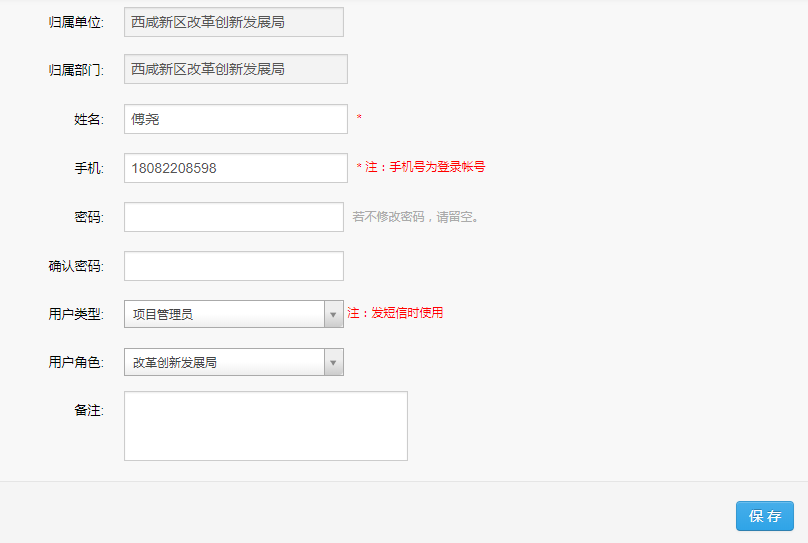 归属单位: 西咸新区改革创新发展局
归属部门: 西咸新区改革创新发展局
姓名: 傅尧 *
手机: 18082208598 * 注：手机号为登录帐号
密码: 若不修改密码，请留空。
确认密码:
用户类型: 项目管理员 注：发短信时使用
用户角色: 改革创新发展局
备注:
保 存